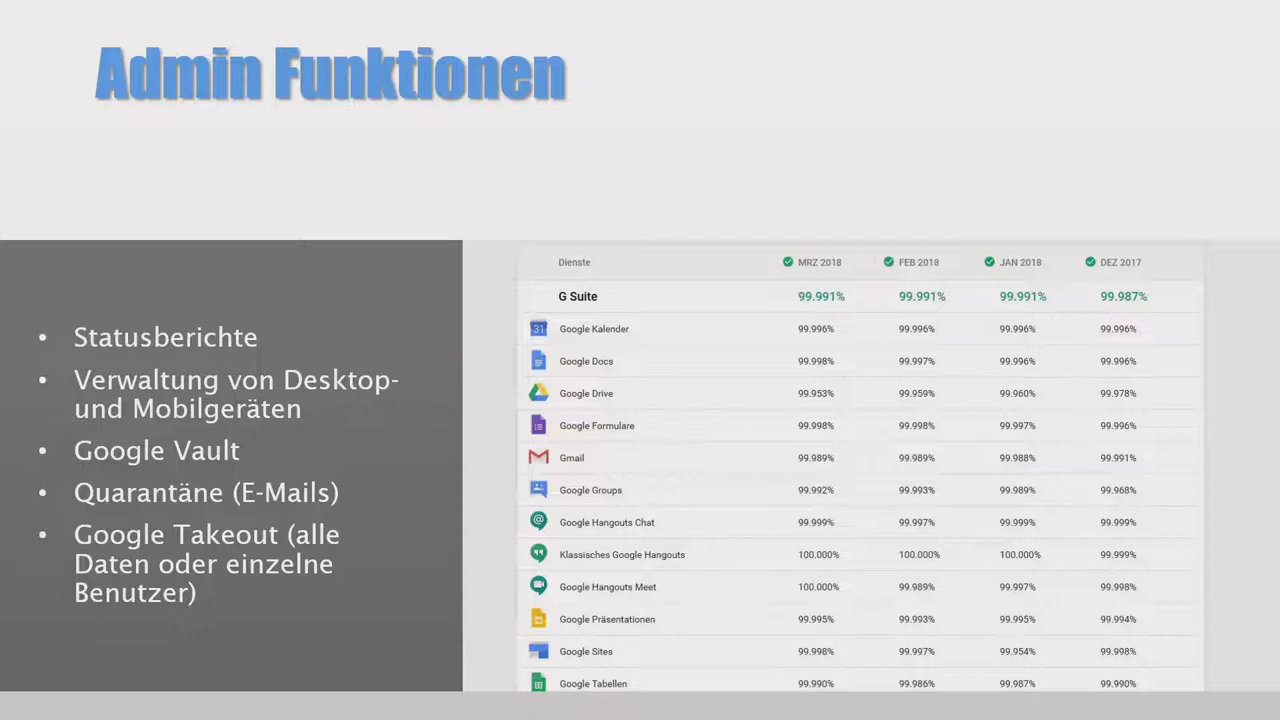 Admin Funktionen
• Statusberichte
• Verwaltung von Desktop-
und Mobilgeräten
• Google Vault
• Quarantäne (E-Mails)
• Google Takeout (alle
Daten oder einzelne
Benutzer)
Dienste MRZ 2018 FEB 2018 JAN 2018 DEZ 2017
G Suite 99.991% 99.991% 99.991% 99.987%
31 Google Kalender 99.996% 99.996% 99.996% 99.996%
Google Docs 99.998% 99.997% 99.996% 99.996%
Google Drive 99.953% 99.959% 99.960% 99.978%
Google Formulare 99.998% 99.998% 99.997% 99.996%
Gmail 99.989% 99.989% 99.988% 99.991%
Google Groups 99.992% 99.993% 99.989% 99.968%
Google Hangouts Chat 99.999% 99.997% 99.999% 99.999%
Klassisches Google Hangouts 100.000% 100.000% 100.000% 99.999%
Google Hangouts Meet 100.000% 99.989% 99.997% 99.998%
Google Präsentationen 99.995% 99.993% 99.995% 99.994%
Google Sites 99.998% 99.997% 99.954% 99.998%
Google Tabellen 99.990% 99.986% 99.987% 99.990%